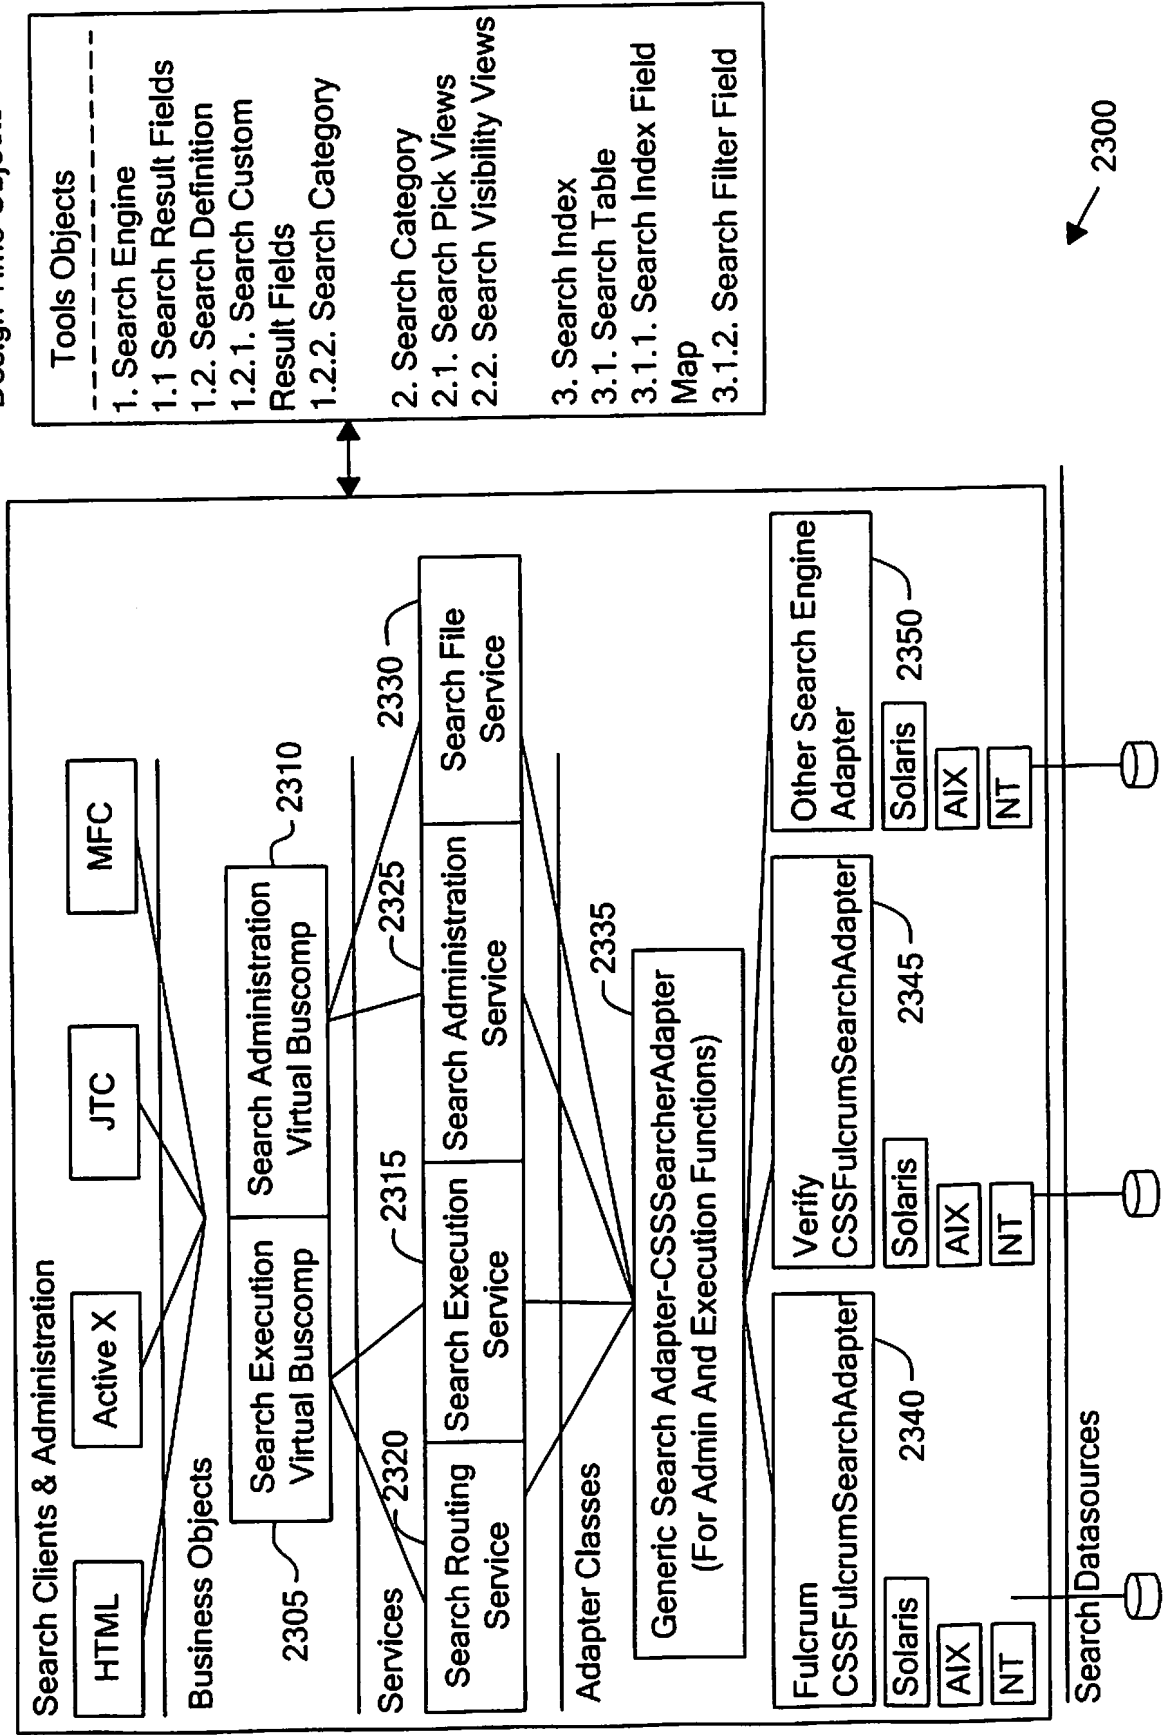 Design Time Objects
Search Clients & Administration
HTML
Active X
JTC
MFC
Business Objects
2305
Search Execution
Virtual Buscomp
Search Administration
Virtual Buscomp
2310
Services
2320
2315
2325
2330
Search Routing
Service
Search Execution
Service
Search Administration
Service
Search File
Service
Adapter Classes
2335
Generic Search Adapter-CSSSearcherAdapter
(For Admin And Execution Functions)
Fulcrum
CSSFulcrumSearchAdapter
Solaris
AIX
NT
2340
Verify
CSSFulcrumSearchAdapter
Solaris
AIX
NT
2345
Other Search Engine
Adapter
Solaris
AIX
NT
2350
Search Datasources
Tools Objects
1. Search Engine
1.1 Search Result Fields
1.2. Search Definition
1.2.1. Search Custom
Result Fields
1.2.2. Search Category
2. Search Category
2.1. Search Pick Views
2.2. Search Visibility Views
3. Search Index
3.1. Search Table
3.1.1. Search Index Field
Map
3.1.2. Search Filter Field
2300